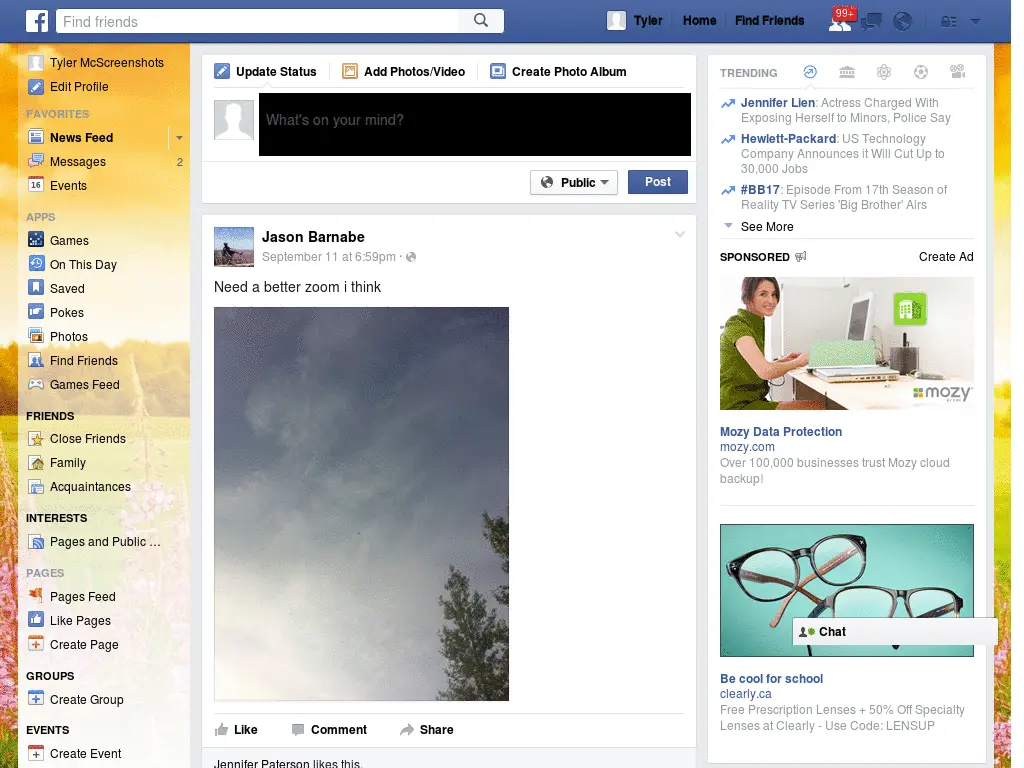 Find friends
Tyler
Home
Find Friends
99+
Tyler McScreenshots
Edit Profile
FAVORITES
News Feed
Messages 2
16 Events
APPS
Games
On This Day
Saved
Pokes
Photos
Find Friends
Games Feed
FRIENDS
Close Friends
Family
Acquaintances
INTERESTS
Pages and Public ...
PAGES
Pages Feed
Like Pages
Create Page
GROUPS
Create Group
EVENTS
Create Event
Update Status
Add Photos/Video
Create Photo Album
What's on your mind?
Public
Post
Jason Barnabe
September 11 at 6:59pm ·
Need a better zoom i think
Like
Comment
Share
Jennifer Paterson likes this.
TRENDING
Jennifer Lien: Actress Charged With
Exposing Herself to Minors, Police Say
Hewlett-Packard: US Technology
Company Announces it Will Cut Up to
30,000 Jobs
#BB17: Episode From 17th Season of
Reality TV Series 'Big Brother' Airs
See More
SPONSORED
Create Ad
mozy
Mozy Data Protection
mozy.com
Over 100,000 businesses trust Mozy cloud
backup!
Chat
Be cool for school
clearly.ca
Free Prescription Lenses + 50% Off Specialty
Lenses at Clearly - Use Code: LENSUP